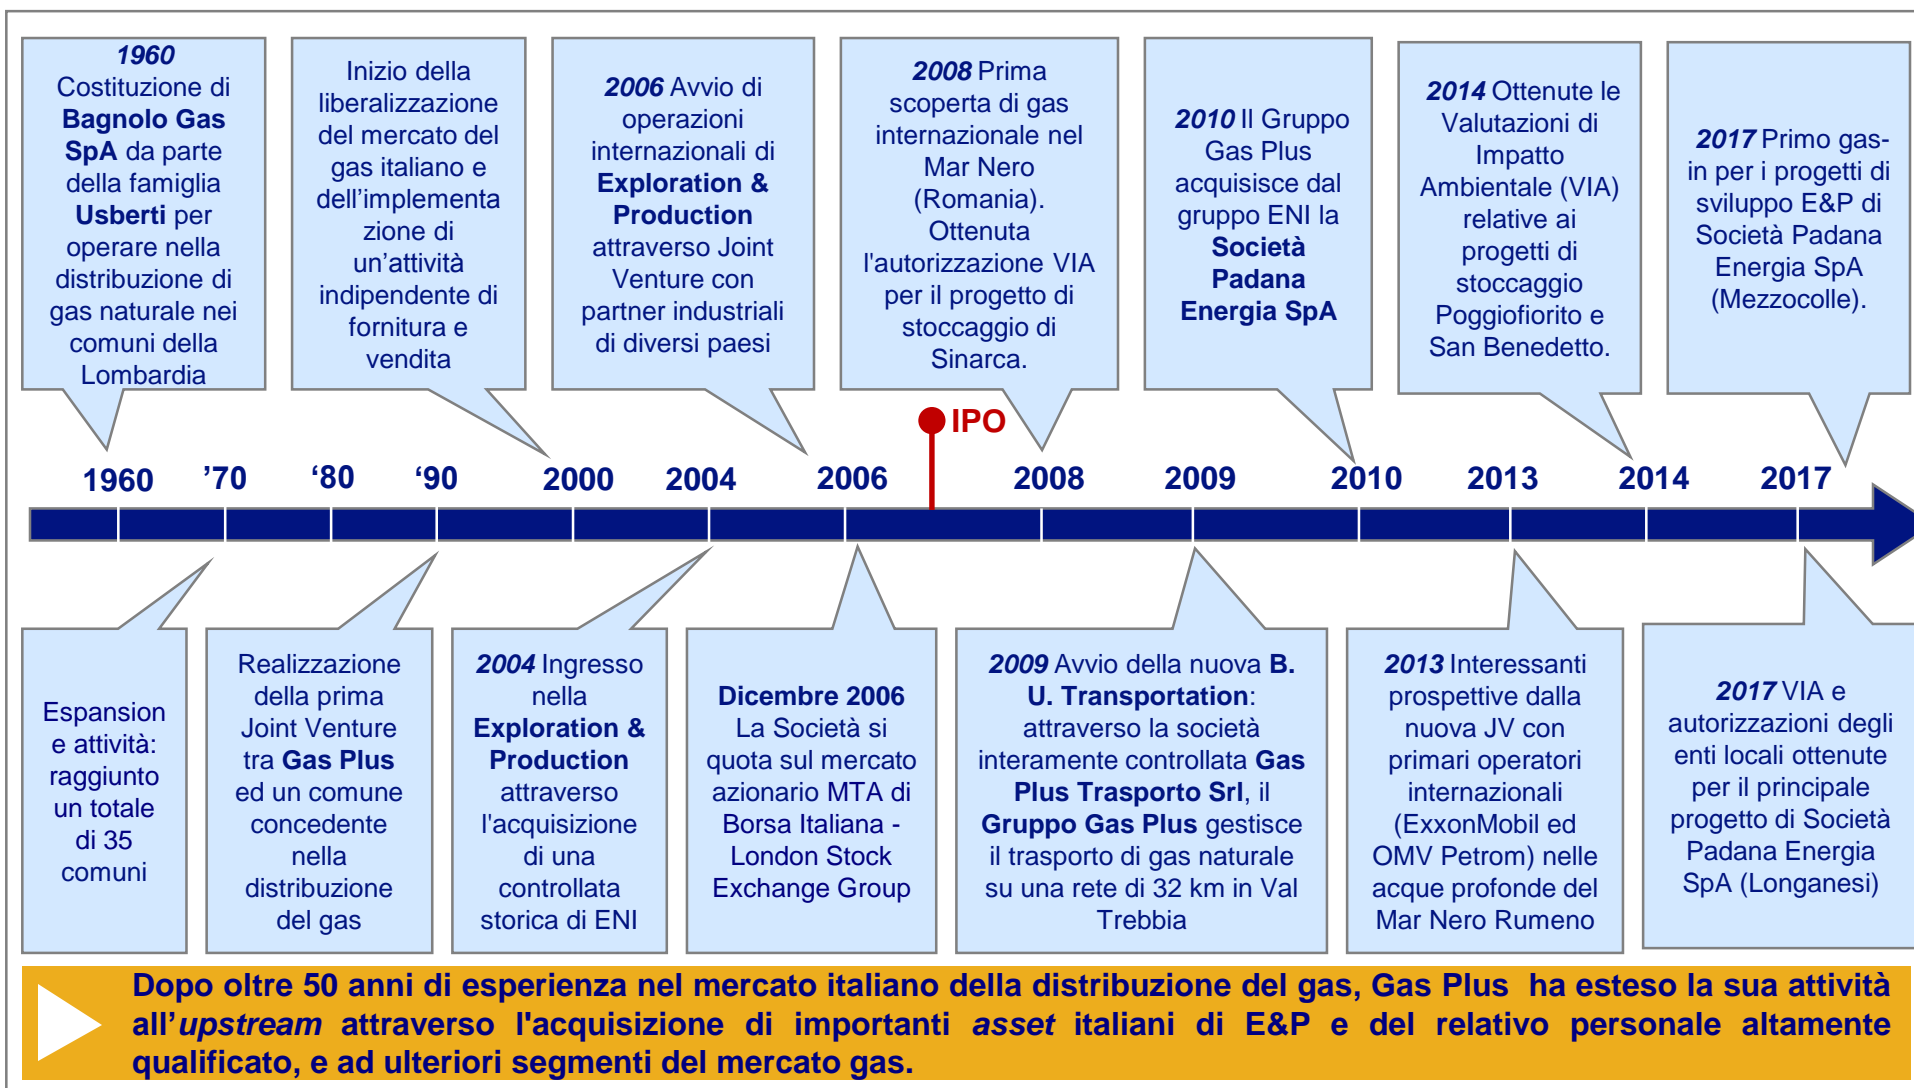 1960
Costituzione di
Bagnolo Gas
SpA da parte
della famiglia
Usberti per
operare nella
distribuzione di
gas naturale nei
comuni della
Lombardia
Inizio della
liberalizzazione
del mercato del
gas italiano e
dell’implementa
zione di
un’attività
indipendente di
fornitura e
vendita
2006 Avvio di
operazioni
internazionali di
Exploration &
Production
attraverso Joint
Venture con
partner industriali
di diversi paesi
2008 Prima
scoperta di gas
internazionale nel
Mar Nero
(Romania).
Ottenuta
l'autorizzazione VIA
per il progetto di
stoccaggio di
Sinarca.
2010 Il Gruppo
Gas Plus
acquisisce dal
gruppo ENI la
Società
Padana
Energia SpA
2014 Ottenute le
Valutazioni di
Impatto
Ambientale (VIA)
relative ai
progetti di
stoccaggio
Poggiofiorito e
San Benedetto.
2017 Primo gas-
in per i progetti di
sviluppo E&P di
Società Padana
Energia SpA
(Mezzocolle).
IPO
1960 ’70 ‘80 ‘90 2000 2004 2006 2008 2009 2010 2013 2014 2017
Espansion
e attività:
raggiunto
un totale
di 35
comuni
Realizzazione
della prima
Joint Venture
tra Gas Plus
ed un comune
concedente
nella
distribuzione
del gas
2004 Ingresso
nella
Exploration &
Production
attraverso
l'acquisizione
di una
controllata
storica di ENI
Dicembre 2006
La Società si
quota sul mercato
azionario MTA di
Borsa Italiana -
London Stock
Exchange Group
2009 Avvio della nuova B.
U. Transportation:
attraverso la società
interamente controllata Gas
Plus Trasporto Srl, il
Gruppo Gas Plus gestisce
il trasporto di gas naturale
su una rete di 32 km in Val
Trebbia
2013 Interessanti
prospettive dalla
nuova JV con
primari operatori
internazionali
(ExxonMobil ed
OMV Petrom) nelle
acque profonde del
Mar Nero Rumeno
2017 VIA e
autorizzazioni degli
enti locali ottenute
per il principale
progetto di Società
Padana Energia
SpA (Longanesi)
Dopo oltre 50 anni di esperienza nel mercato italiano della distribuzione del gas, Gas Plus ha esteso la sua attività
all’upstream attraverso l'acquisizione di importanti asset italiani di E&P e del relativo personale altamente
qualificato, e ad ulteriori segmenti del mercato gas.